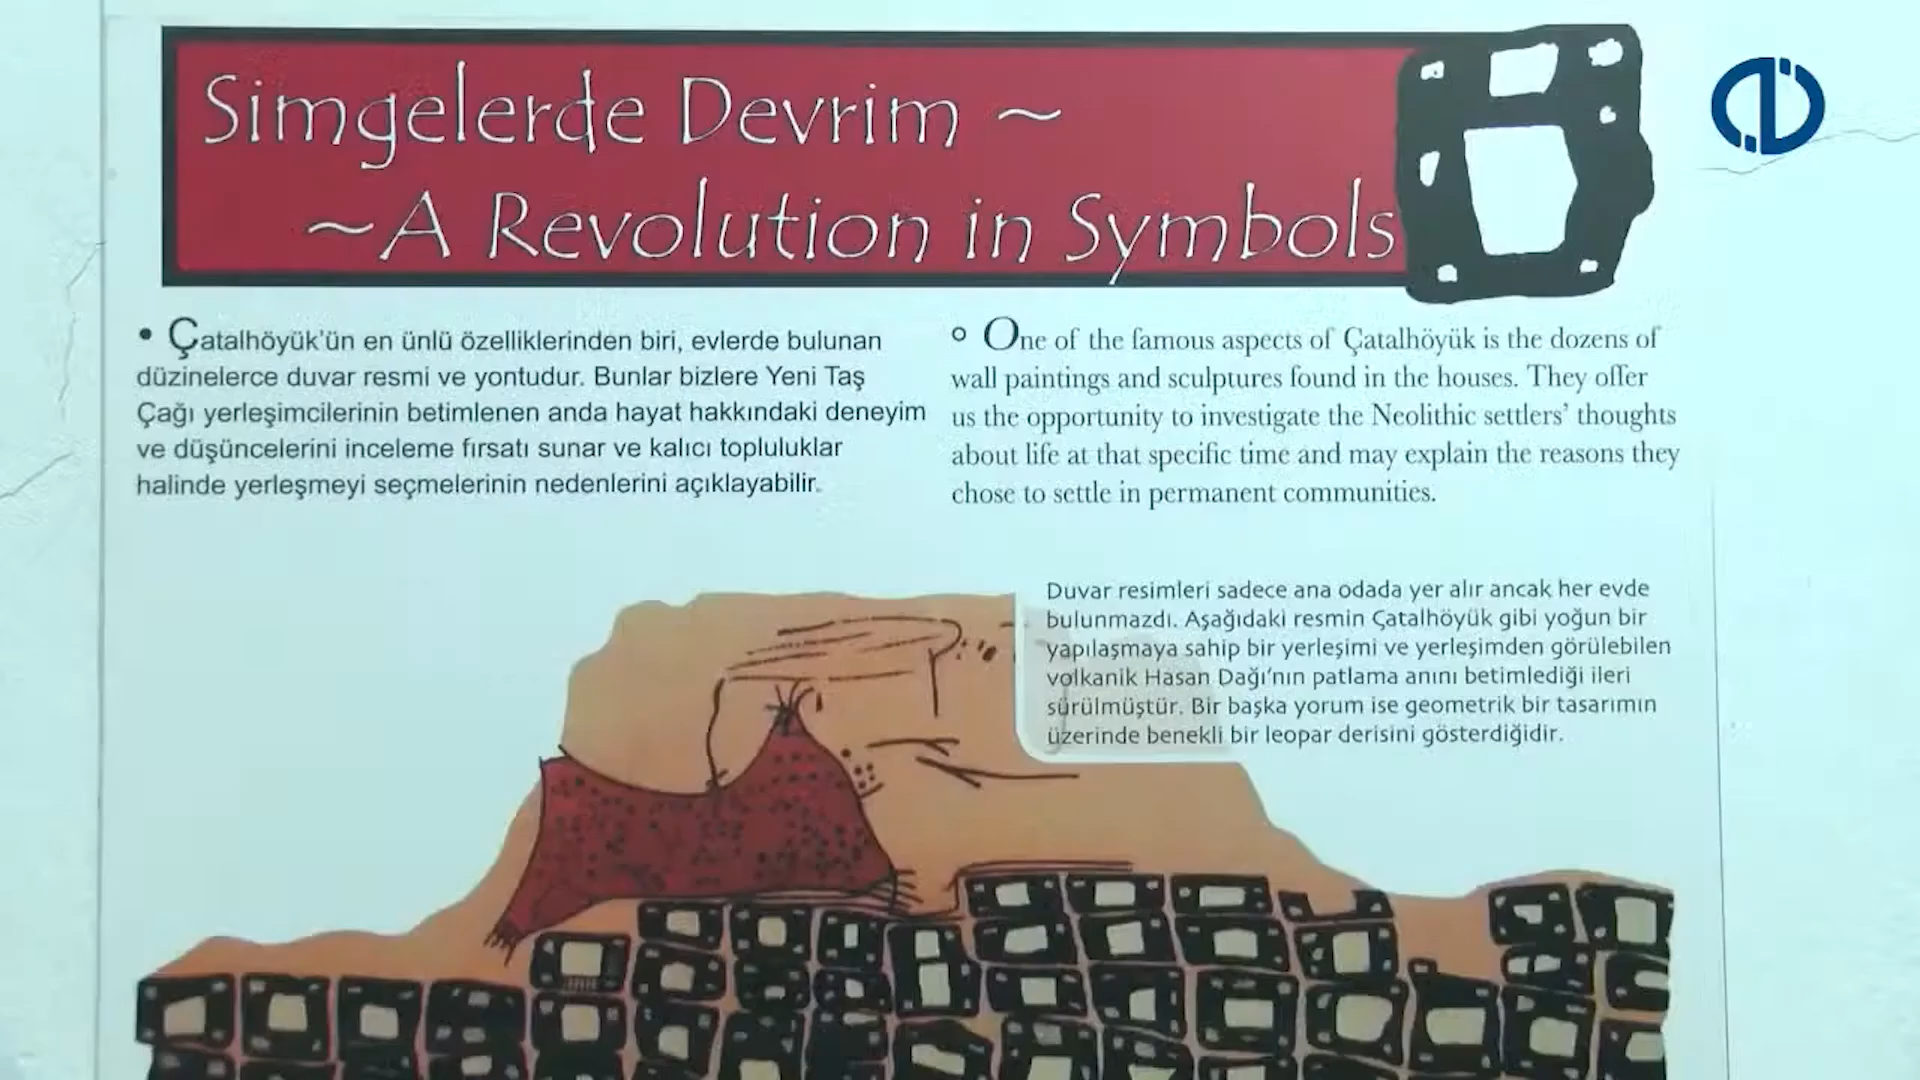 Simgelerde Devrim ~
~A Revolution in Symbols
• Çatalhöyük'ün en ünlü özelliklerinden biri, evlerde bulunan
düzinelerce duvar resmi ve yontudur. Bunlar bizlere Yeni Taş
Çağı yerleşimcilerinin betimlenen anda hayat hakkındaki deneyim
ve düşüncelerini inceleme fırsatı sunar ve kalıcı topluluklar
halinde yerleşmeyi seçmelerinin nedenlerini açıklayabilir.
° One of the famous aspects of Çatalhöyük is the dozens of
wall paintings and sculptures found in the houses. They offer
us the opportunity to investigate the Neolithic settlers' thoughts
about life at that specific time and may explain the reasons they
chose to settle in permanent communities.
Duvar resimleri sadece ana odada yer alır ancak her evde
bulunmazdı. Aşağıdaki resmin Çatalhöyük gibi yoğun bir
yapılaşmaya sahip bir yerleşimi ve yerleşimden görülebilen
volkanik Hasan Dağı'nın patlama anını betimlediği ileri
sürülmüştür. Bir başka yorum ise geometrik bir tasarımın
üzerinde benekli bir leopar derisini gösterdiğidir.